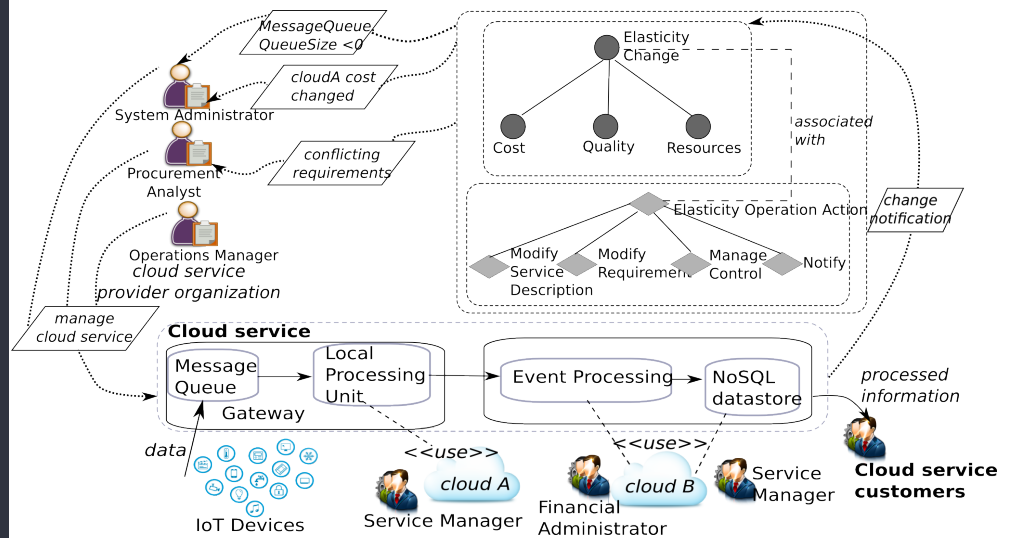 MessageQueue
QueueSize <0
cloudA cost
changed
System Administrator
conflicting
requirements
Procurement
Analyst
Operations Manager
cloud service
provider organization
manage
cloud service
Elasticity
Change
Cost
Quality
Resources
associated
with
Elasticity Operation Action
Modify
Service
Description
Modify
Requirement
Manage
Control
Notify
change
notification
Cloud service
Message
Queue
Local
Processing
Unit
Gateway
Event Processing
NoSQL
datastore
processed
information
data
IoT Devices
<<use>>
cloud A
Service Manager
<<use>>
cloud B
Financial
Administrator
Service
Manager
Cloud service
customers